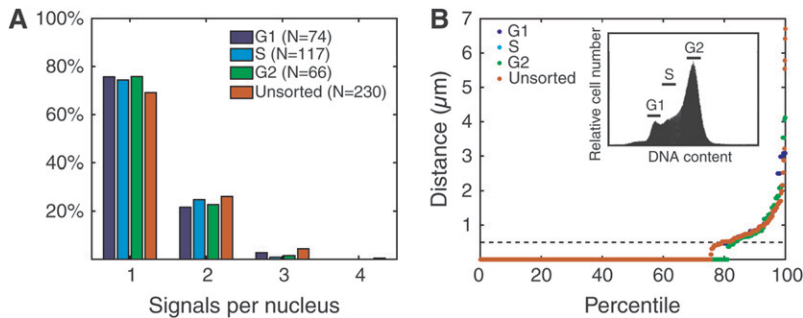 A
100%
80%
60%
40%
20%
G1 (N=74)
S (N=117)
G2 (N=66)
Unsorted (N=230)
1 2 3 4
Signals per nucleus
B
Distance (µm)
7
6
5
4
3
2
1
G1
S
G2
Unsorted
Relative cell number
G1
S
G2
DNA content
0 20 40 60 80 100
Percentile